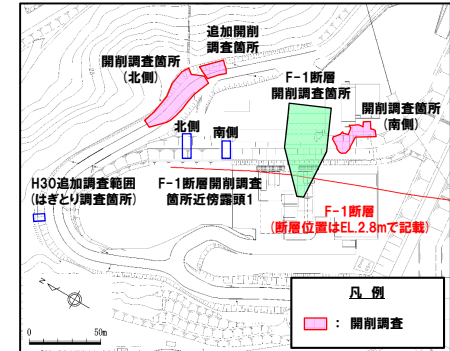 追加開削
調査箇所
開削調査箇所
(北側)
F-1断層
開削調査箇所
開削調査箇所
(南側)
北側
南側
H30追加調査範囲
(はぎとり調査箇所)
F-1断層開削調査
箇所近傍露頭1
F-1断層
(断層位置はEL.2.8mで記載)
N
0 50m
凡 例
: 開削調査